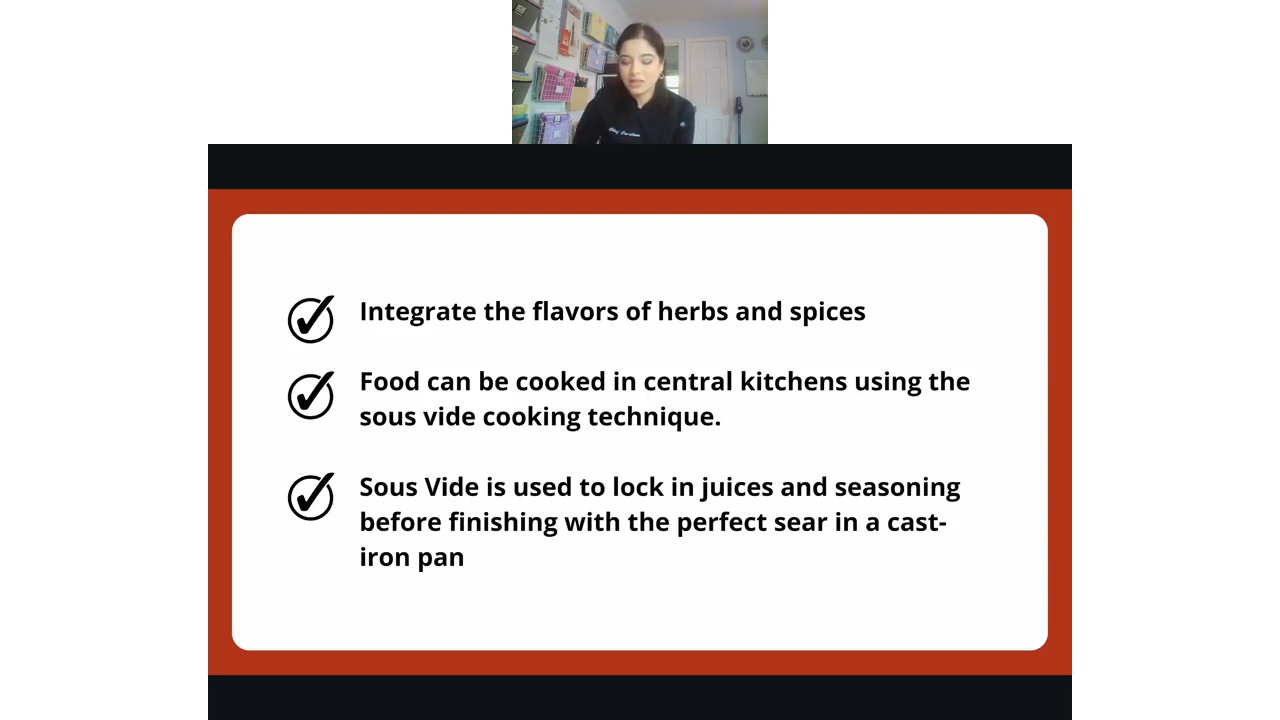 Integrate the flavors of herbs and spices
Food can be cooked in central kitchens using the
sous vide cooking technique.
Sous Vide is used to lock in juices and seasoning
before finishing with the perfect sear in a cast-
iron pan